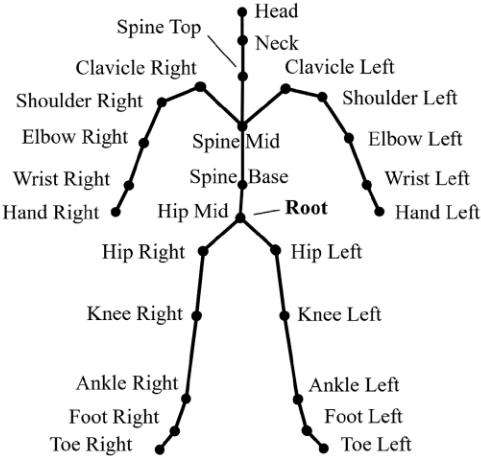 Head
Spine Top
Neck
Clavicle Right
Clavicle Left
Shoulder Right
Shoulder Left
Elbow Right
Elbow Left
Spine Mid
Wrist Right
Spine Base
Wrist Left
Hand Right
Hip Mid
Root
Hand Left
Hip Right
Hip Left
Knee Right
Knee Left
Ankle Right
Ankle Left
Foot Right
Foot Left
Toe Right
Toe Left